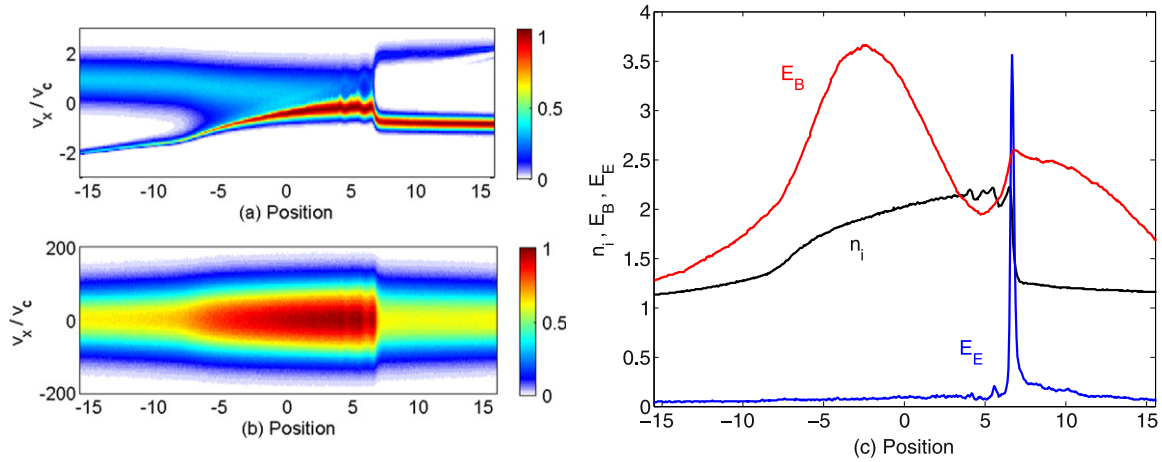 2
0
-2
v_x / v_c
-15 -10 -5 0 5 10 15
(a) Position
1
0.5
0
200
0
-200
v_x / v_c
-15 -10 -5 0 5 10 15
(b) Position
1
0.5
0
4
3.5
3
2.5
2
1.5
1
0.5
0
n_i , E_B , E_E
E_B
n_i
E_E
−15 −10 −5 0 5 10 15
(c) Position